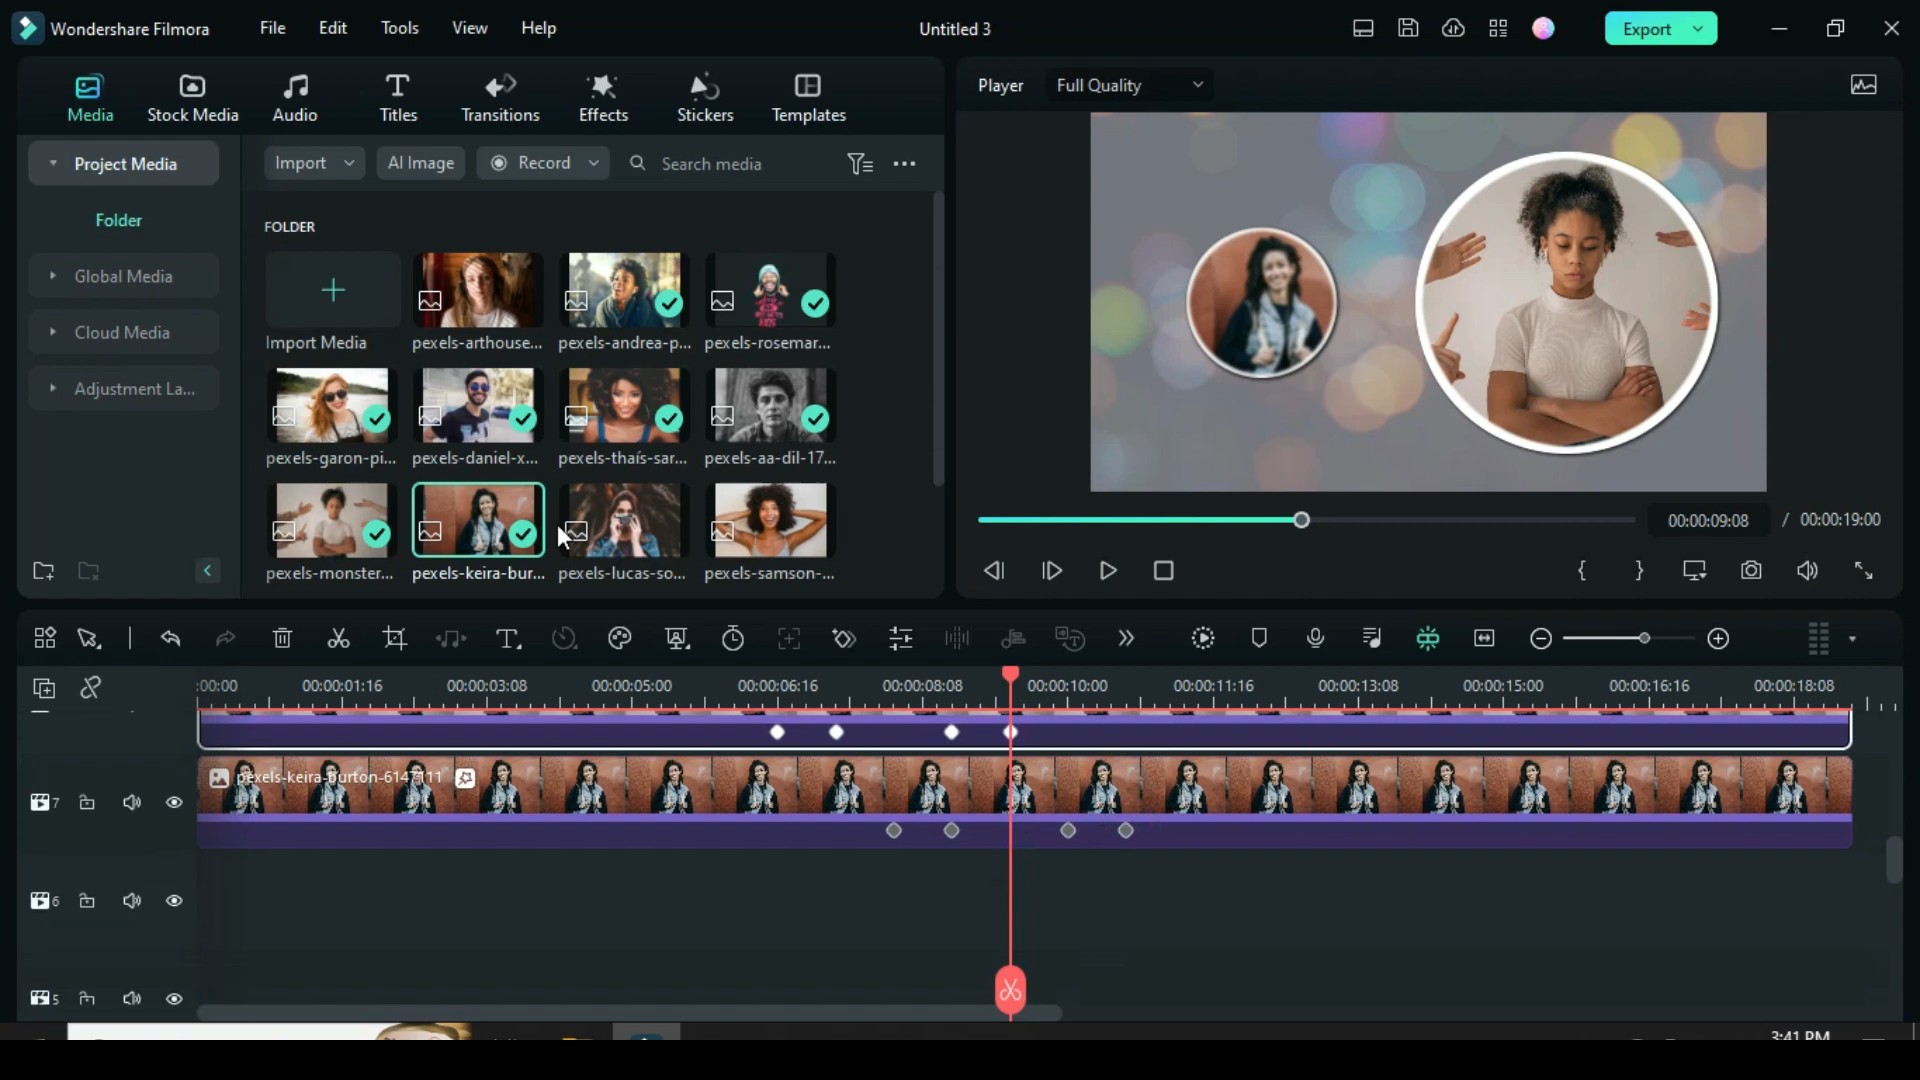 Wondershare Filmora
File
Edit
Tools
View
Help
Untitled 3
Export
Media
Stock Media
Audio
Titles
Transitions
Effects
Stickers
Templates
Player
Full Quality
Project Media
Import
AI Image
Record
Search media
Folder
FOLDER
Global Media
Cloud Media
Adjustment La...
Import Media
pexels-arthouse...
pexels-andrea-p...
pexels-rosemar...
pexels-garon-pi...
pexels-daniel-x...
pexels-thaís-sar...
pexels-aa-dil-17...
pexels-monster...
pexels-keira-bur...
pexels-lucas-so...
pexels-samson-...
00:00:09:08 / 00:00:19:00
:00:00
00:00:01:16
00:00:03:08
00:00:05:00
00:00:06:16
00:00:08:08
00:00:10:00
00:00:11:16
00:00:13:08
00:00:15:00
00:00:16:16
00:00:18:08
pexels-keira-burton-6147111
7
6
5
3:41 PM